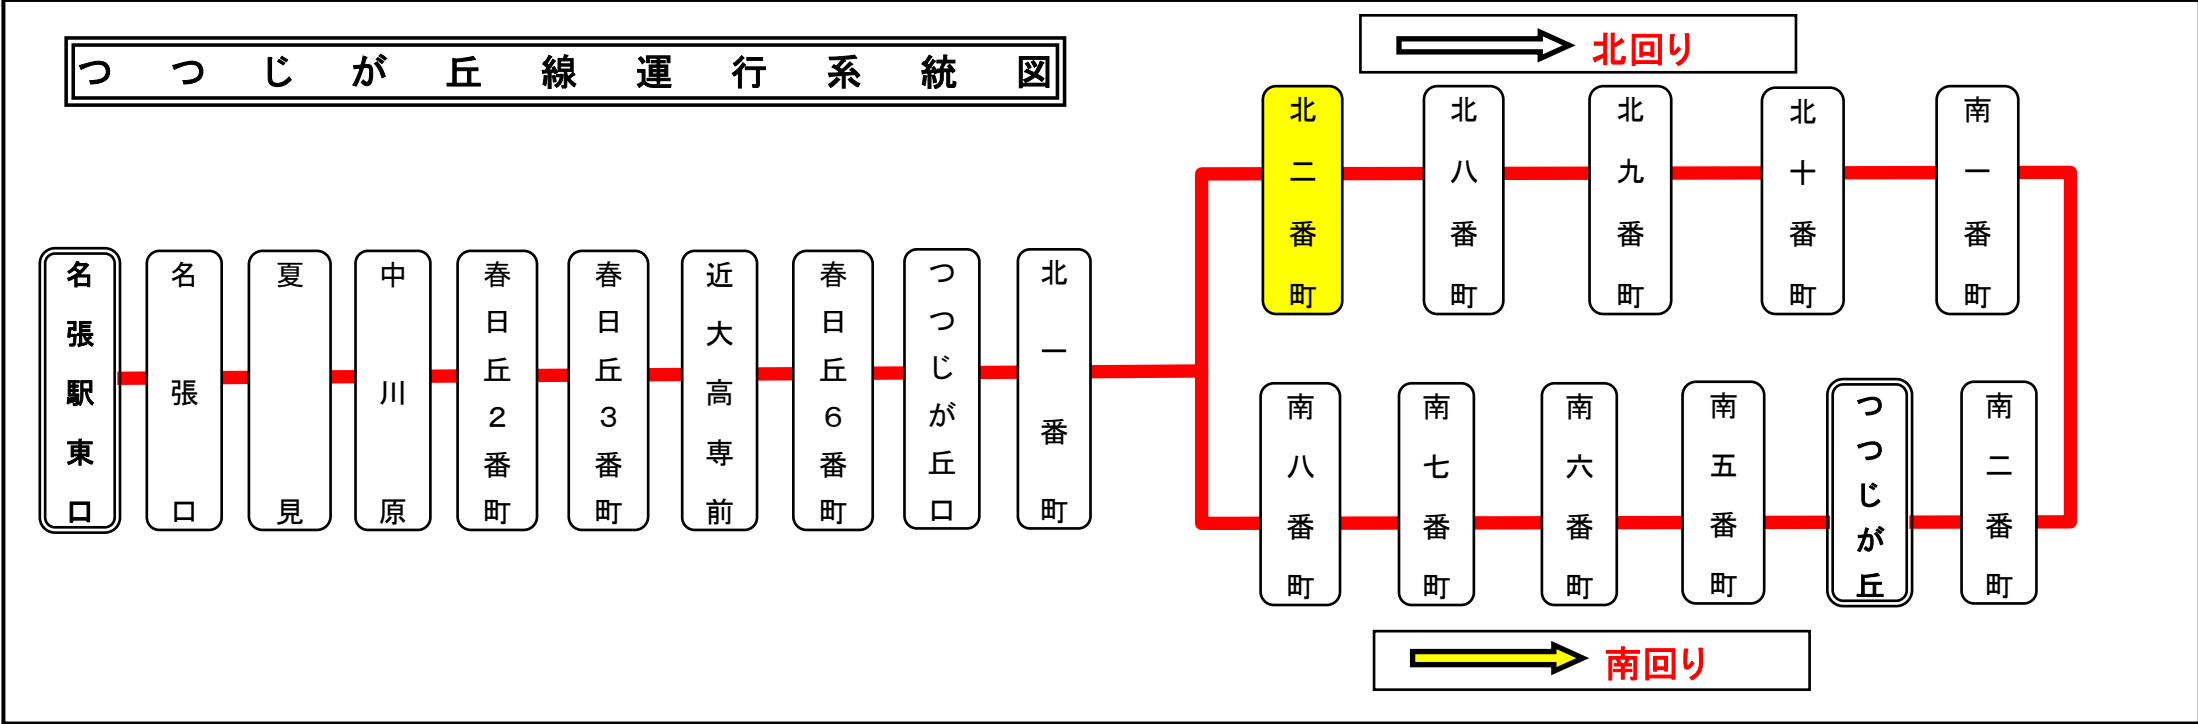 つつじが丘線運行系統図
北回り
北二番町
北八番町
北九番町
北十番町
南一番町
名張駅東口
名張口
夏見
中川原
春日丘2番町
春日丘3番町
近大高専前
春日丘6番町
つつじが丘口
北一番町
南八番町
南七番町
南六番町
南五番町
つつじが丘
南二番町
南回り